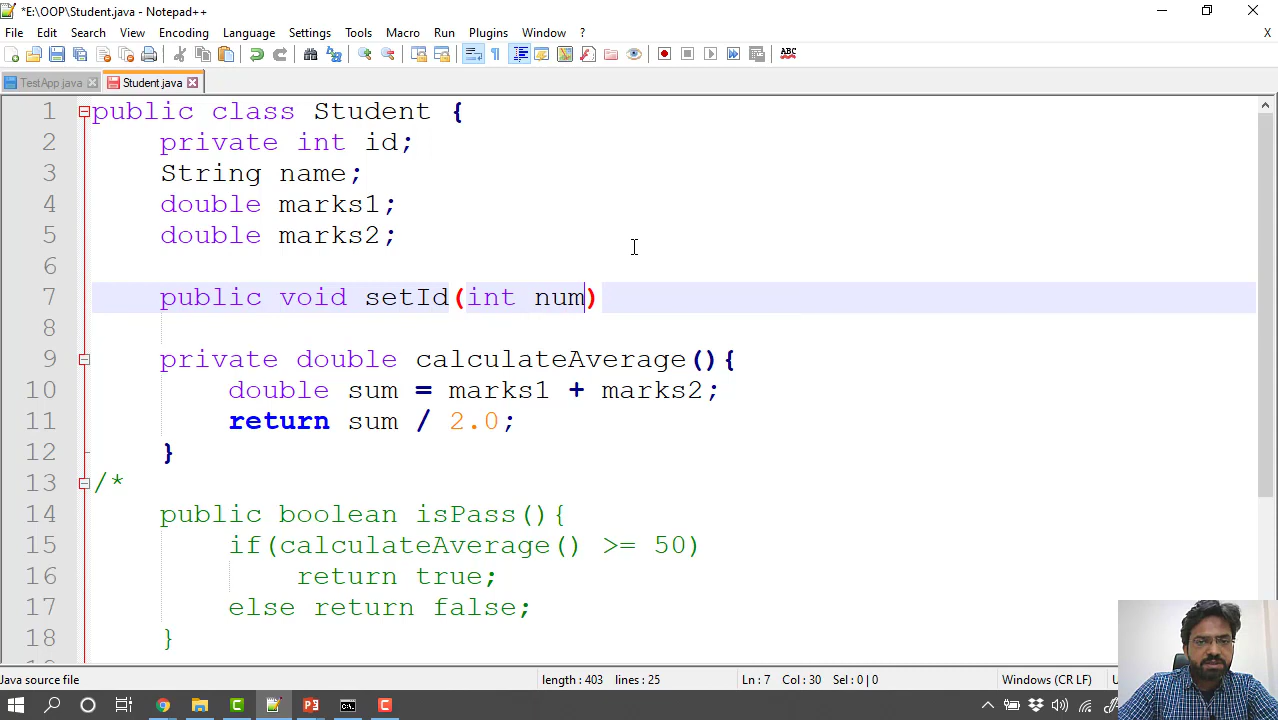 *E:\OOP\Student.java - Notepad++
File Edit Search View Encoding Language Settings Tools Macro Run Plugins Window ? X
ABC
TestApp.java Student.java
1 public class Student {
2 private int id;
3 String name;
4 double marks1;
5 double marks2;
6
7 public void setId(int num)
9 private double calculateAverage(){
10 double sum = marks1 + marks2;
11 return sum / 2.0;
12 }
13 /*
14 public boolean isPass(){
15 if(calculateAverage() >= 50)
16 return true;
17 else return false;
18 }
Java source file length : 403 lines : 25 Ln : 7 Col : 30 Sel : 0 | 0 Windows (CR LF)